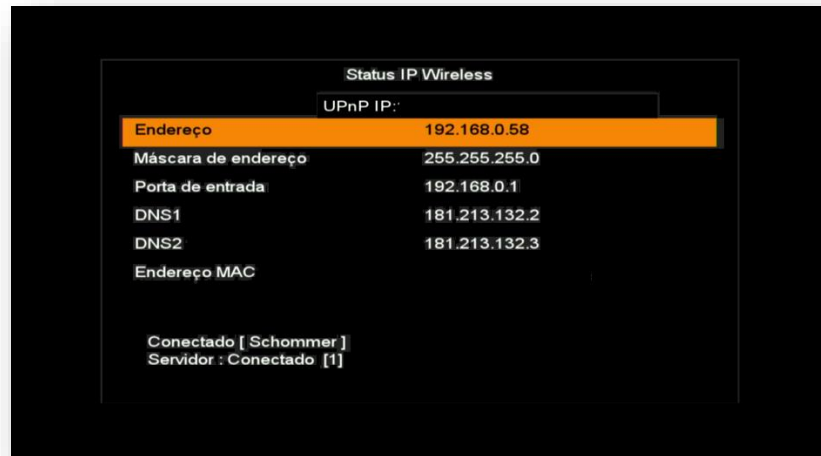 Status IP Wireless
UPnP IP:
Endereço 192.168.0.58
Máscara de endereço 255.255.255.0
Porta de entrada 192.168.0.1
DNS1 181.213.132.2
DNS2 181.213.132.3
Endereço MAC
Conectado [ Schommer ]
Servidor : Conectado [1]